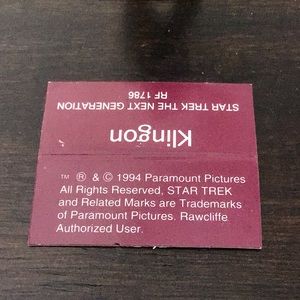 STAR TREK THE NEXT GENERATION
RF 1786
Klingon
™ ® & © 1994 Paramount Pictures
All Rights Reserved, STAR TREK
and Related Marks are Trademarks
of Paramount Pictures. Rawcliffe
Authorized User.